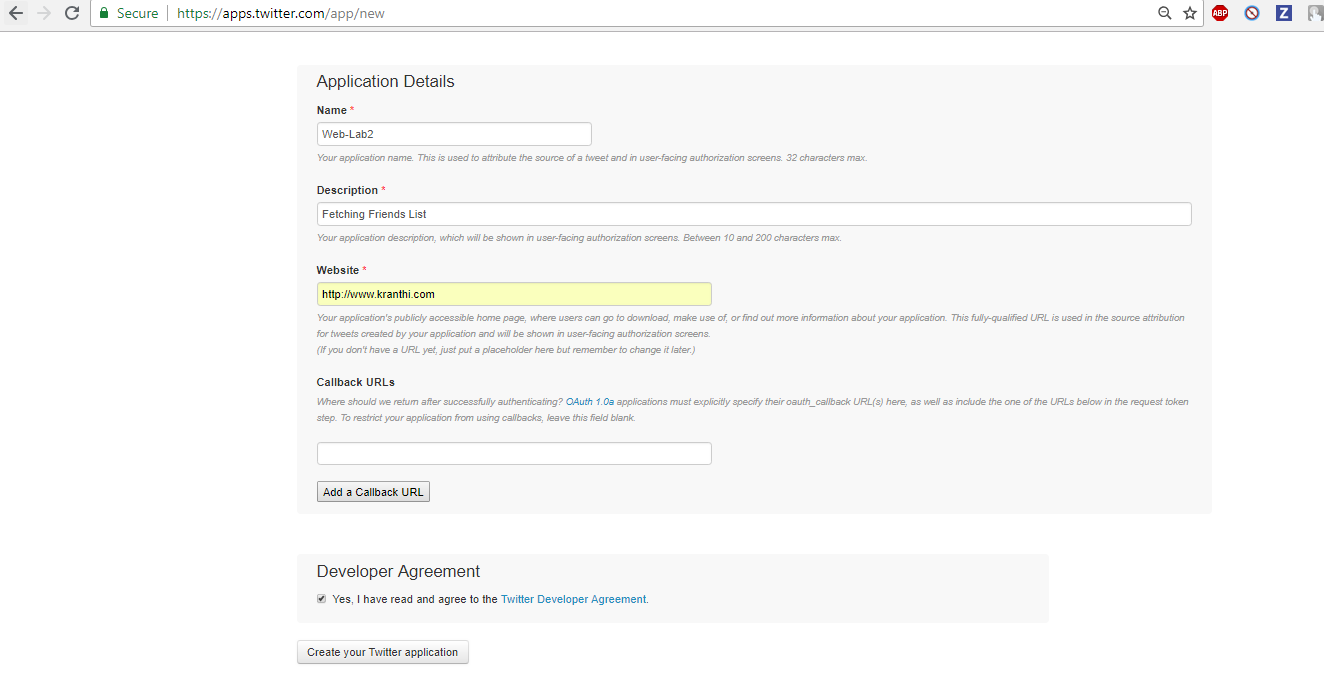 Secure https://apps.twitter.com/app/new
ABP
Z
Application Details
Name *
Web-Lab2
Your application name. This is used to attribute the source of a tweet and in user-facing authorization screens. 32 characters max.
Description *
Fetching Friends List
Your application description, which will be shown in user-facing authorization screens. Between 10 and 200 characters max.
Website *
http://www.kranthi.com
Your application's publicly accessible home page, where users can go to download, make use of, or find out more information about your application. This fully-qualified URL is used in the source attribution
for tweets created by your application and will be shown in user-facing authorization screens.
(If you don't have a URL yet, just put a placeholder here but remember to change it later.)
Callback URLs
Where should we return after successfully authenticating? OAuth 1.0a applications must explicitly specify their oauth_callback URL(s) here, as well as include the one of the URLs below in the request token
step. To restrict your application from using callbacks, leave this field blank.
Add a Callback URL
Developer Agreement
Yes, I have read and agree to the Twitter Developer Agreement.
Create your Twitter application